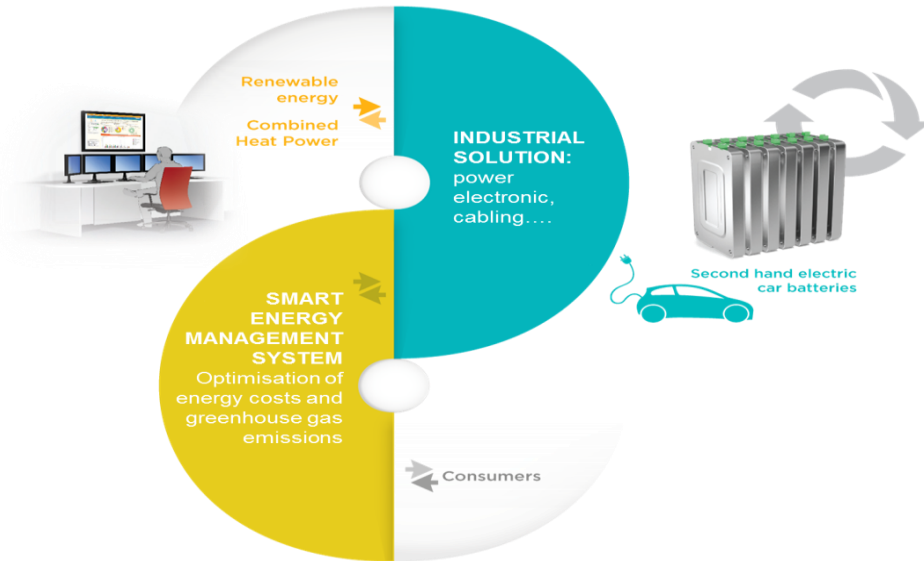 Renewable
energy
Combined
Heat Power
INDUSTRIAL
SOLUTION:
power
electronic,
cabling....
Second hand electric
car batteries
SMART
ENERGY
MANAGEMENT
SYSTEM
Optimisation of
energy costs and
greenhouse gas
emissions
Consumers